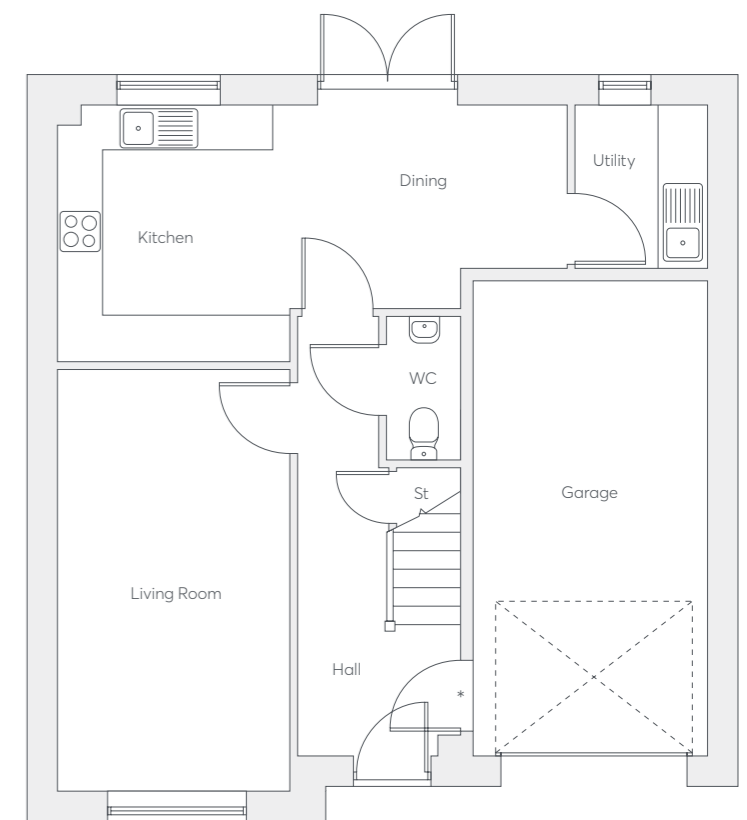 Utility
Dining
Kitchen
WC
St
Garage
Living Room
Hall
*